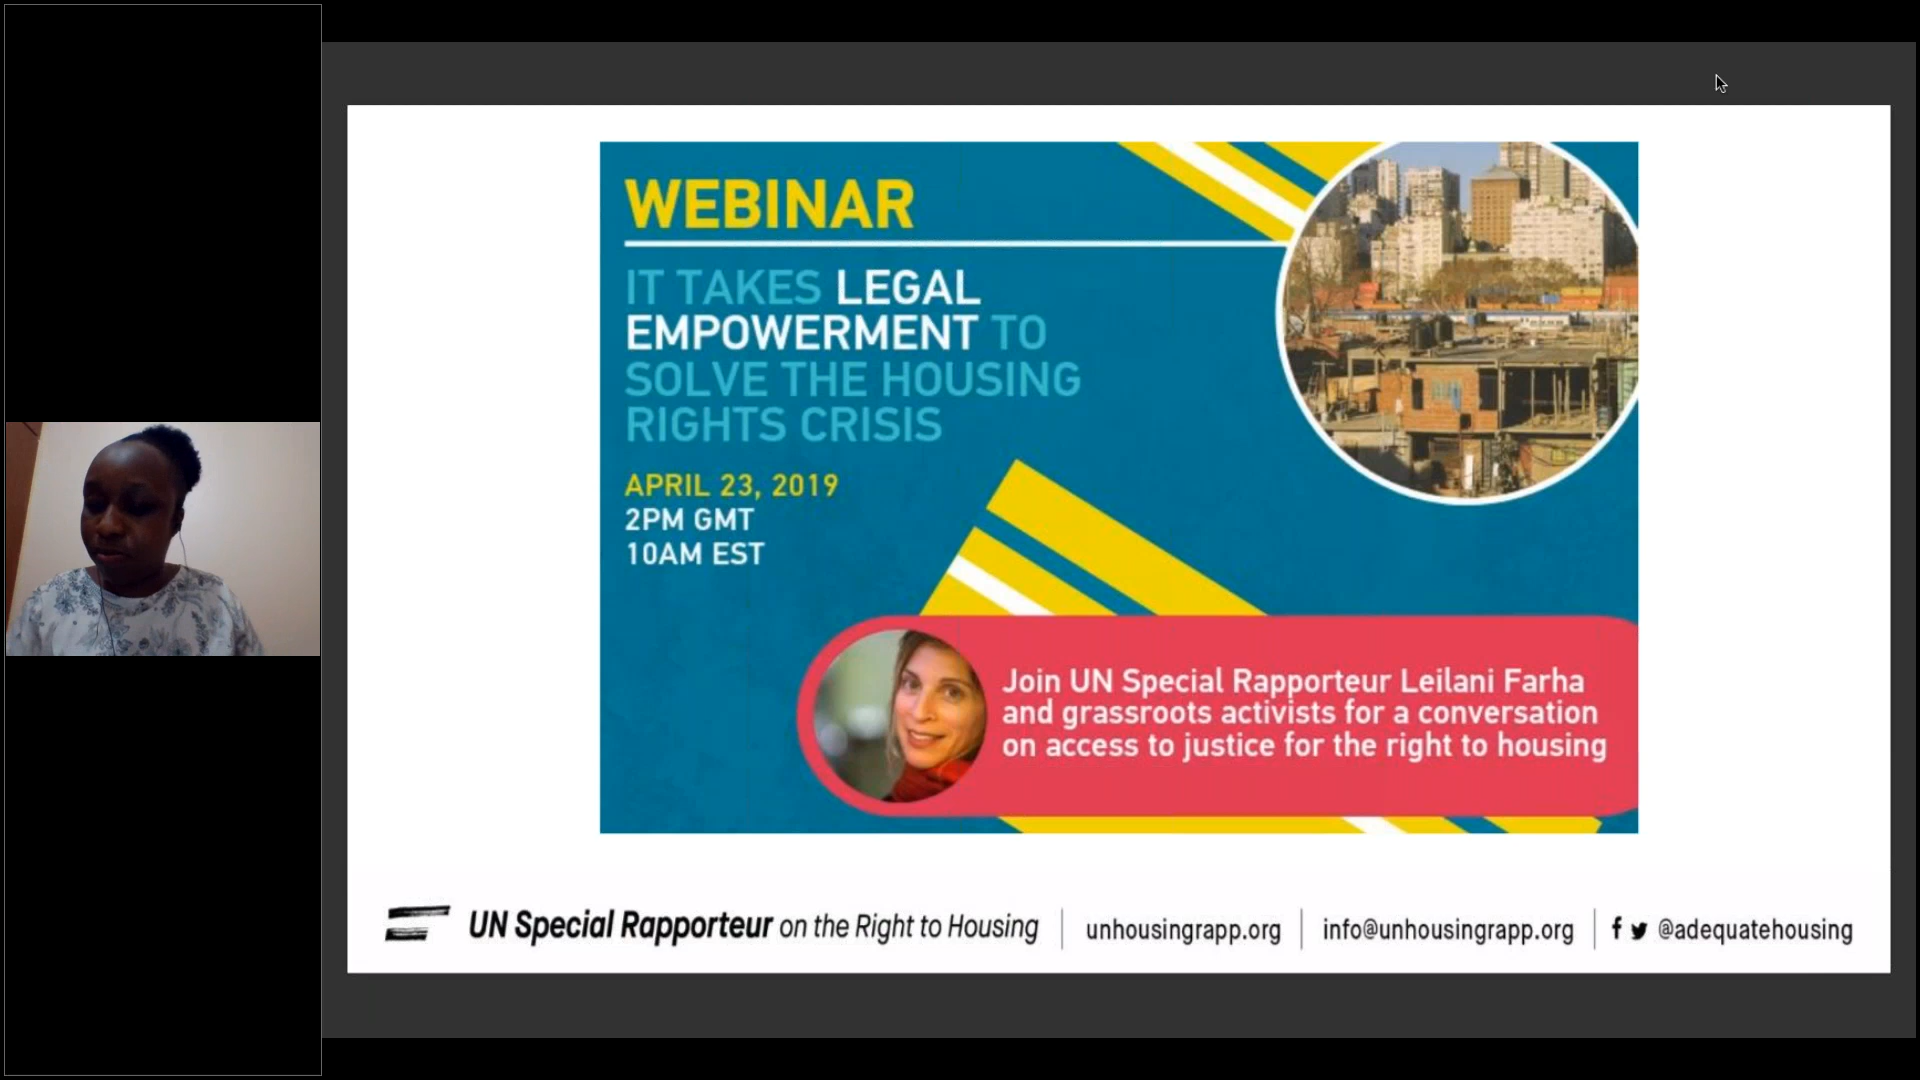 WEBINAR
IT TAKES LEGAL
EMPOWERMENT TO
SOLVE THE HOUSING
RIGHTS CRISIS
APRIL 23, 2019
2PM GMT
10AM EST
Join UN Special Rapporteur Leilani Farha
and grassroots activists for a conversation
on access to justice for the right to housing
UN Special Rapporteur on the Right to Housing
unhousingrapp.org
info@unhousingrapp.org
@adequatehousing